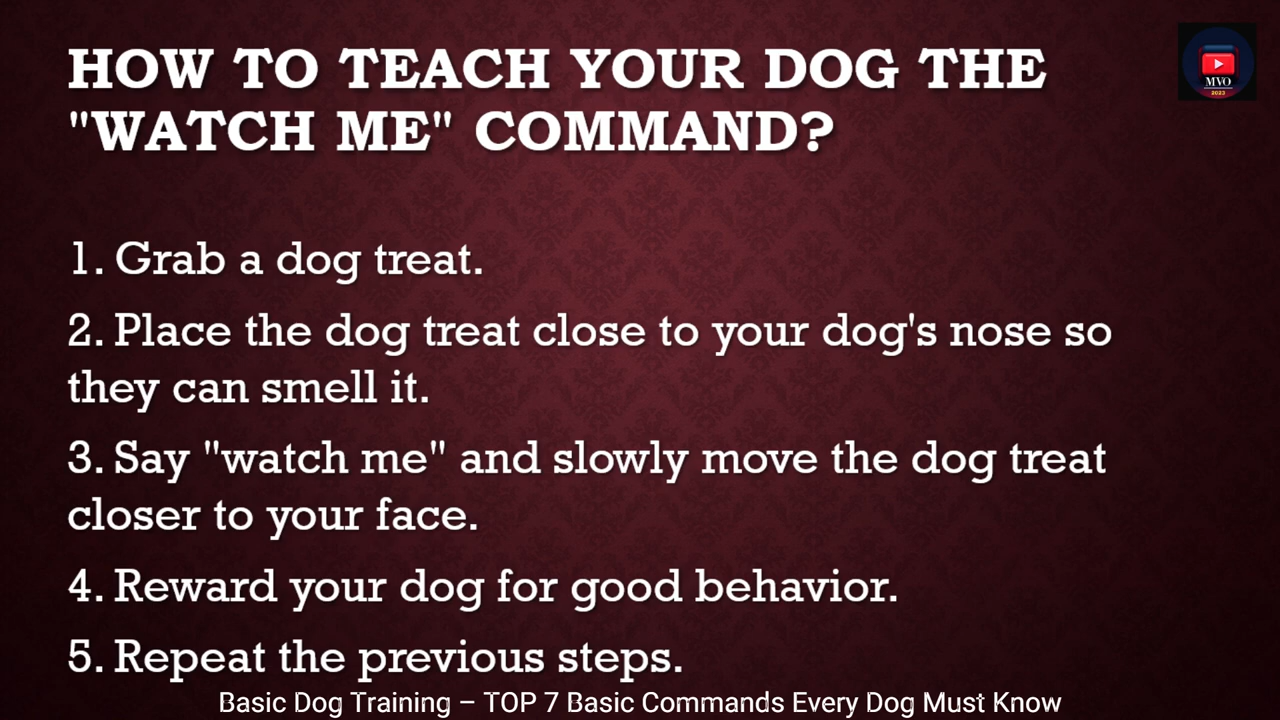 HOW TO TEACH YOUR DOG THE
"WATCH ME" COMMAND?
MVO
2023
1. Grab a dog treat.
2. Place the dog treat close to your dog's nose so
they can smell it.
3. Say "watch me" and slowly move the dog treat
closer to your face.
4. Reward your dog for good behavior.
5. Repeat the previous steps.
Basic Dog Training – TOP 7 Basic Commands Every Dog Must Know